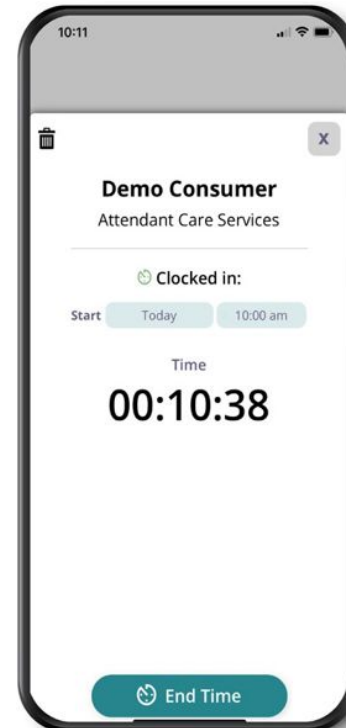 10:11
X
Demo Consumer
Attendant Care Services
Clocked in:
Start Today 10:00 am
Time
00:10:38
End Time